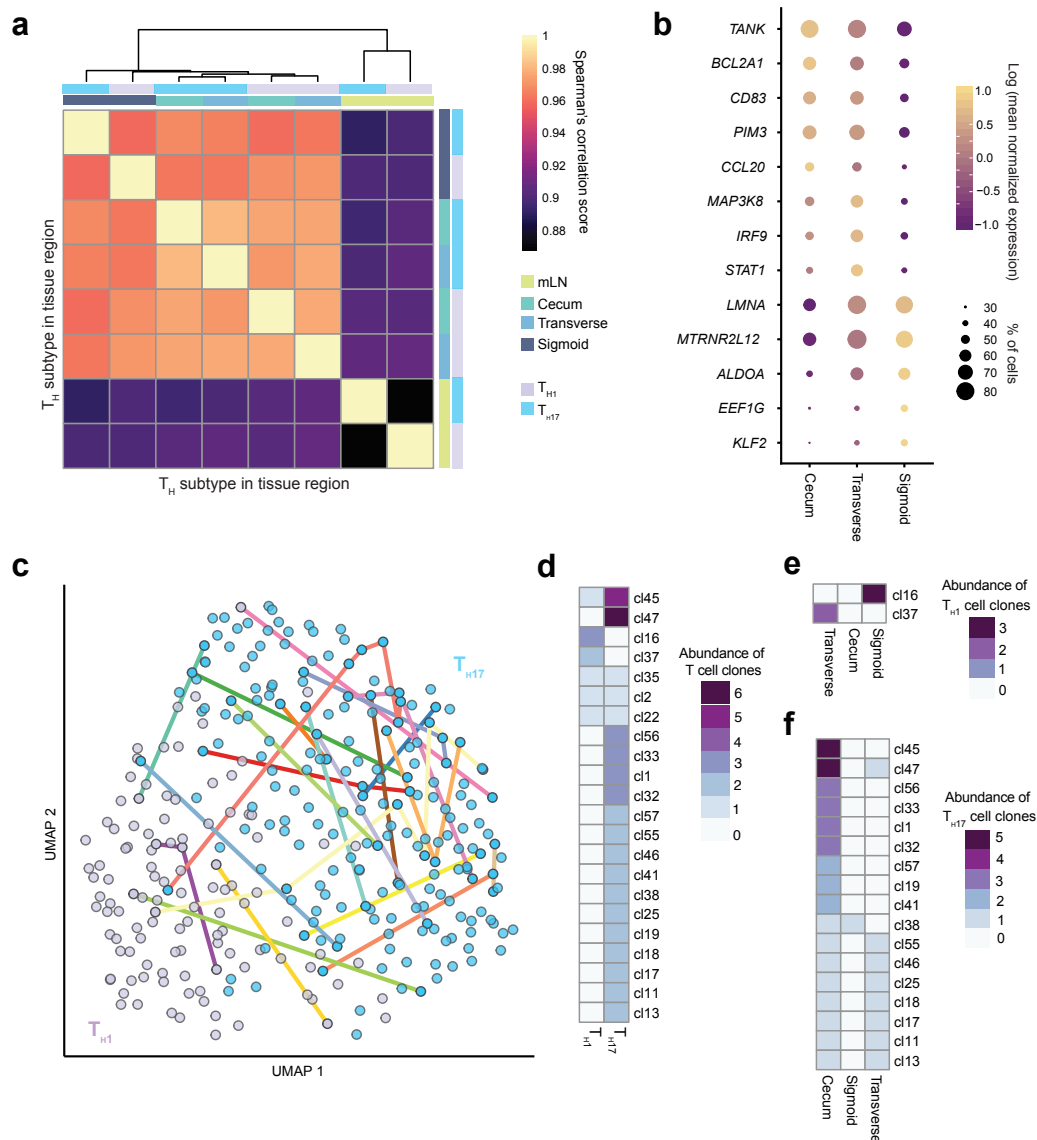 a
1
0.98
0.96
0.94
0.92
0.9
0.88
Spearman's correlation score
mLN
Cecum
Transverse
Sigmoid
TH1
TH17
TH subtype in tissue region
TH subtype in tissue region
b
TANK
BCL2A1
CD83
PIM3
CCL20
MAP3K8
IRF9
STAT1
LMNA
MTRNR2L12
ALDOA
EEF1G
KLF2
Cecum
Transverse
Sigmoid
1.0
0.5
0.0
−0.5
−1.0
Log (mean normalized expression)
30
40
50
60
70
80
% of cells
c
TH17
TH1
UMAP 2
UMAP 1
d
cl45
cl47
cl16
cl37
cl35
cl2
cl22
cl56
cl33
cl1
cl32
cl57
cl55
cl46
cl41
cl38
cl25
cl19
cl18
cl17
cl11
cl13
TH1
TH17
Abundance of
T cell clones
6
5
4
3
2
1
0
e
cl16
cl37
Transverse
Cecum
Sigmoid
Abundance of
TH1 cell clones
3
2
1
0
f
cl45
cl47
cl56
cl33
cl1
cl32
cl57
cl19
cl41
cl38
cl55
cl46
cl25
cl18
cl17
cl11
cl13
Cecum
Sigmoid
Transverse
Abundance of
TH17 cell clones
5
4
3
2
1
0